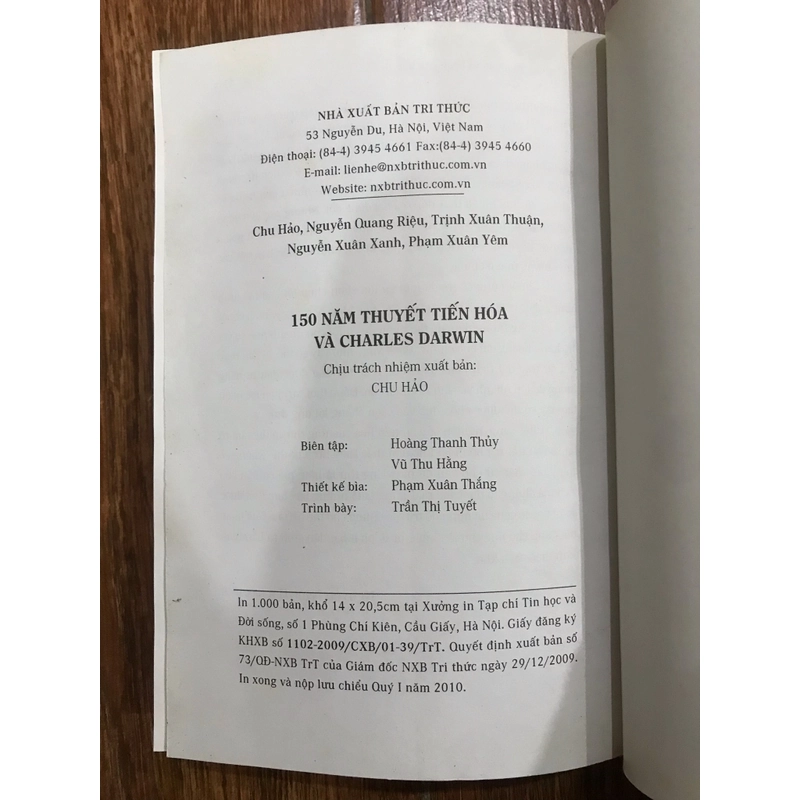 NHÀ XUẤT BẢN TRI THỨC
53 Nguyễn Du, Hà Nội, Việt Nam
Điện thoại: (84-4) 3945 4661 Fax:(84-4) 3945 4660
E-mail: lienhe@nxbtrithuc.com.vn
Website: nxbtrithuc.com.vn
Chu Hảo, Nguyễn Quang Riệu, Trịnh Xuân Thuận,
Nguyễn Xuân Xanh, Phạm Xuân Yêm
150 NĂM THUYẾT TIẾN HÓA
VÀ CHARLES DARWIN
Chịu trách nhiệm xuất bản:
CHU HẢO
Biên tập: Hoàng Thanh Thủy
Vũ Thu Hằng
Thiết kế bìa: Phạm Xuân Thắng
Trình bày: Trần Thị Tuyết
In 1.000 bản, khổ 14 x 20,5cm tại Xưởng in Tạp chí Tin học và
Đời sống, số 1 Phùng Chí Kiên, Cầu Giấy, Hà Nội. Giấy đăng ký
KHXB số 1102-2009/CXB/01-39/TrT. Quyết định xuất bản số
73/QĐ-NXB TrT của Giám đốc NXB Tri thức ngày 29/12/2009.
In xong và nộp lưu chiểu Quý I năm 2010.